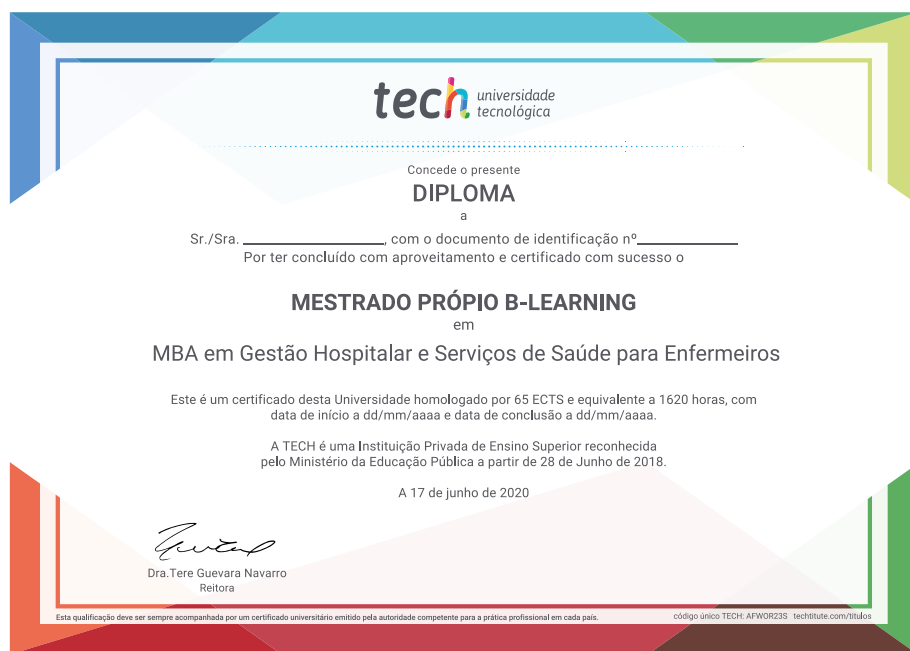 tech universidade
tecnológica
Concede o presente
DIPLOMA
a
Sr./Sra. ________________, com o documento de identificação nº____________
Por ter concluído com aproveitamento e certificado com sucesso o
MESTRADO PRÓPIO B-LEARNING
em
MBA em Gestão Hospitalar e Serviços de Saúde para Enfermeiros
Este é um certificado desta Universidade homologado por 65 ECTS e equivalente a 1620 horas, com
data de início a dd/mm/aaaa e data de conclusão a dd/mm/aaaa.
A TECH é uma Instituição Privada de Ensino Superior reconhecida
pelo Ministério da Educação Pública a partir de 28 de Junho de 2018.
A 17 de junho de 2020
Dra.Tere Guevara Navarro
Reitora
Esta qualificação deve ser sempre acompanhada por um certificado universitário emitido pela autoridade competente para a prática profissional em cada país.
código único TECH: AFWOR23S techtitute.com/titulos